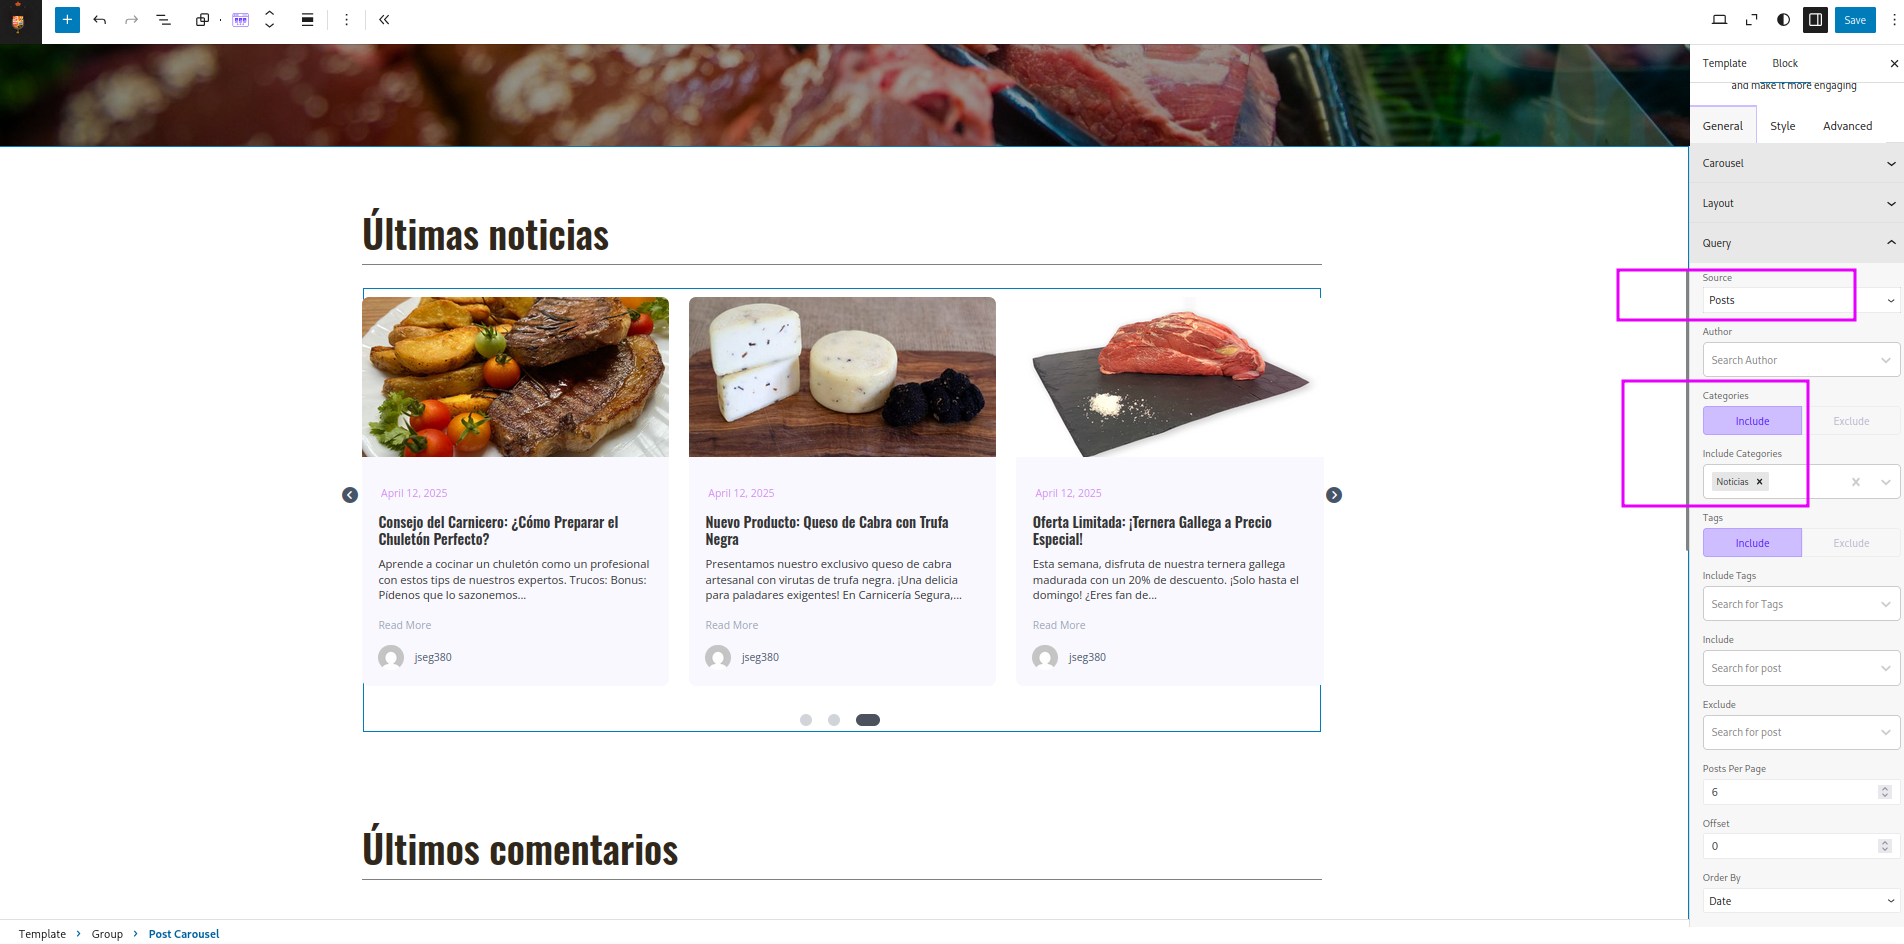 Save
Template Block
and make it more engaging
General Style Advanced
Carousel
Layout
Query
Source
Posts
Author
Search Author
Categories
Include Exclude
Include Categories
Noticias
Tags
Include Exclude
Include Tags
Search for Tags
Include
Search for post
Exclude
Search for post
Posts Per Page
6
Offset
0
Order By
Date
Últimas noticias
April 12, 2025
Consejo del Carnicero: ¿Cómo Preparar el
Chuletón Perfecto?
Aprende a cocinar un chuletón como un profesional
con estos tips de nuestros expertos. Trucos: Bonus:
Pídenos que lo sazonemos...
Read More
jseg380
April 12, 2025
Nuevo Producto: Queso de Cabra con Trufa
Negra
Presentamos nuestro exclusivo queso de cabra
artesanal con virutas de trufa negra. ¡Una delicia
para paladares exigentes! En Carnicería Segura,...
Read More
jseg380
April 12, 2025
Oferta Limitada: ¡Ternera Gallega a Precio
Especial!
Esta semana, disfruta de nuestra ternera gallega
madurada con un 20% de descuento. ¡Solo hasta el
domingo! ¿Eres fan de...
Read More
jseg380
Últimos comentarios
Template › Group › Post Carousel